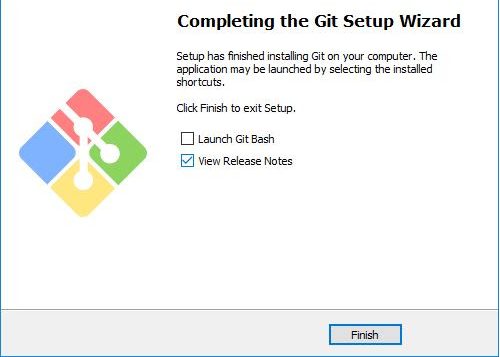 Completing the Git Setup Wizard
Setup has finished installing Git on your computer. The
application may be launched by selecting the installed
shortcuts.
Click Finish to exit Setup.
Launch Git Bash
View Release Notes
Finish